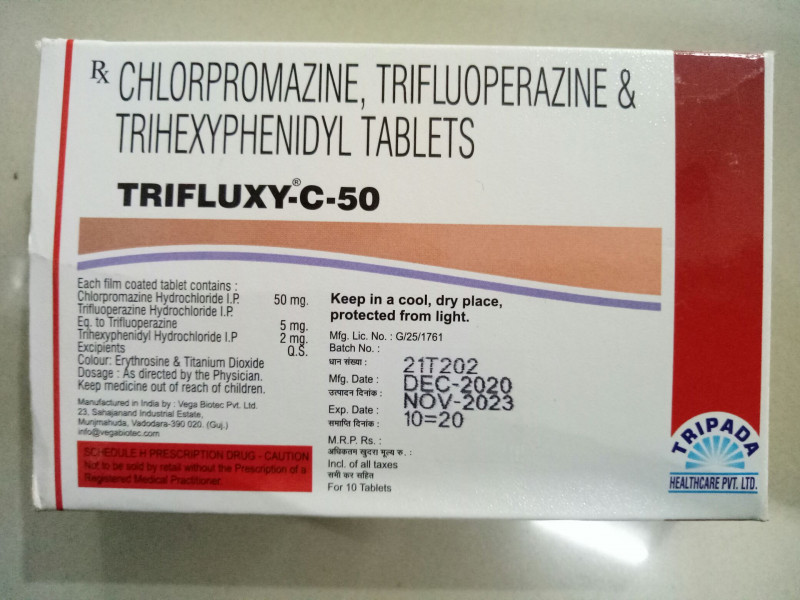 Rx CHLORPROMAZINE, TRIFLUOPERAZINE &
TRIHEXYPHENIDYL TABLETS
TRIFLUXY®-C-50
Each film coated tablet contains :
Chlorpromazine Hydrochloride I.P. 50 mg.
Trifluoperazine Hydrochloride I.P.
Eq. to Trifluoperazine 5 mg.
Trihexyphenidyl Hydrochloride I.P 2 mg.
Excipients Q.S.
Colour: Erythrosine & Titanium Dioxide
Dosage : As directed by the Physician.
Keep medicine out of reach of children.
Manufactured in India by : Vega Biotec Pvt. Ltd.
23, Sahajanand Industrial Estate,
Munjmahuda, Vadodara-390 020. (Guj.)
info@vegabiotec.com
SCHEDULE H PRESCRIPTION DRUG - CAUTION
Not to be sold by retail without the Prescription of a
Registered Medical Practitioner.
Keep in a cool, dry place,
protected from light.
Mfg. Lic. No. : G/25/1761
Batch No. :
धान संख्या : 21T202
Mfg. Date : DEC-2020
उत्पादन दिनांक :
Exp. Date : NOV-2023
समाप्ति दिनांक : 10=20
M.R.P. Rs. :
अधिकतम खुदरा मूल्य रु. :
Incl. of all taxes
सभी कर सहित
For 10 Tablets
TRIPADA
HEALTHCARE PVT. LTD.